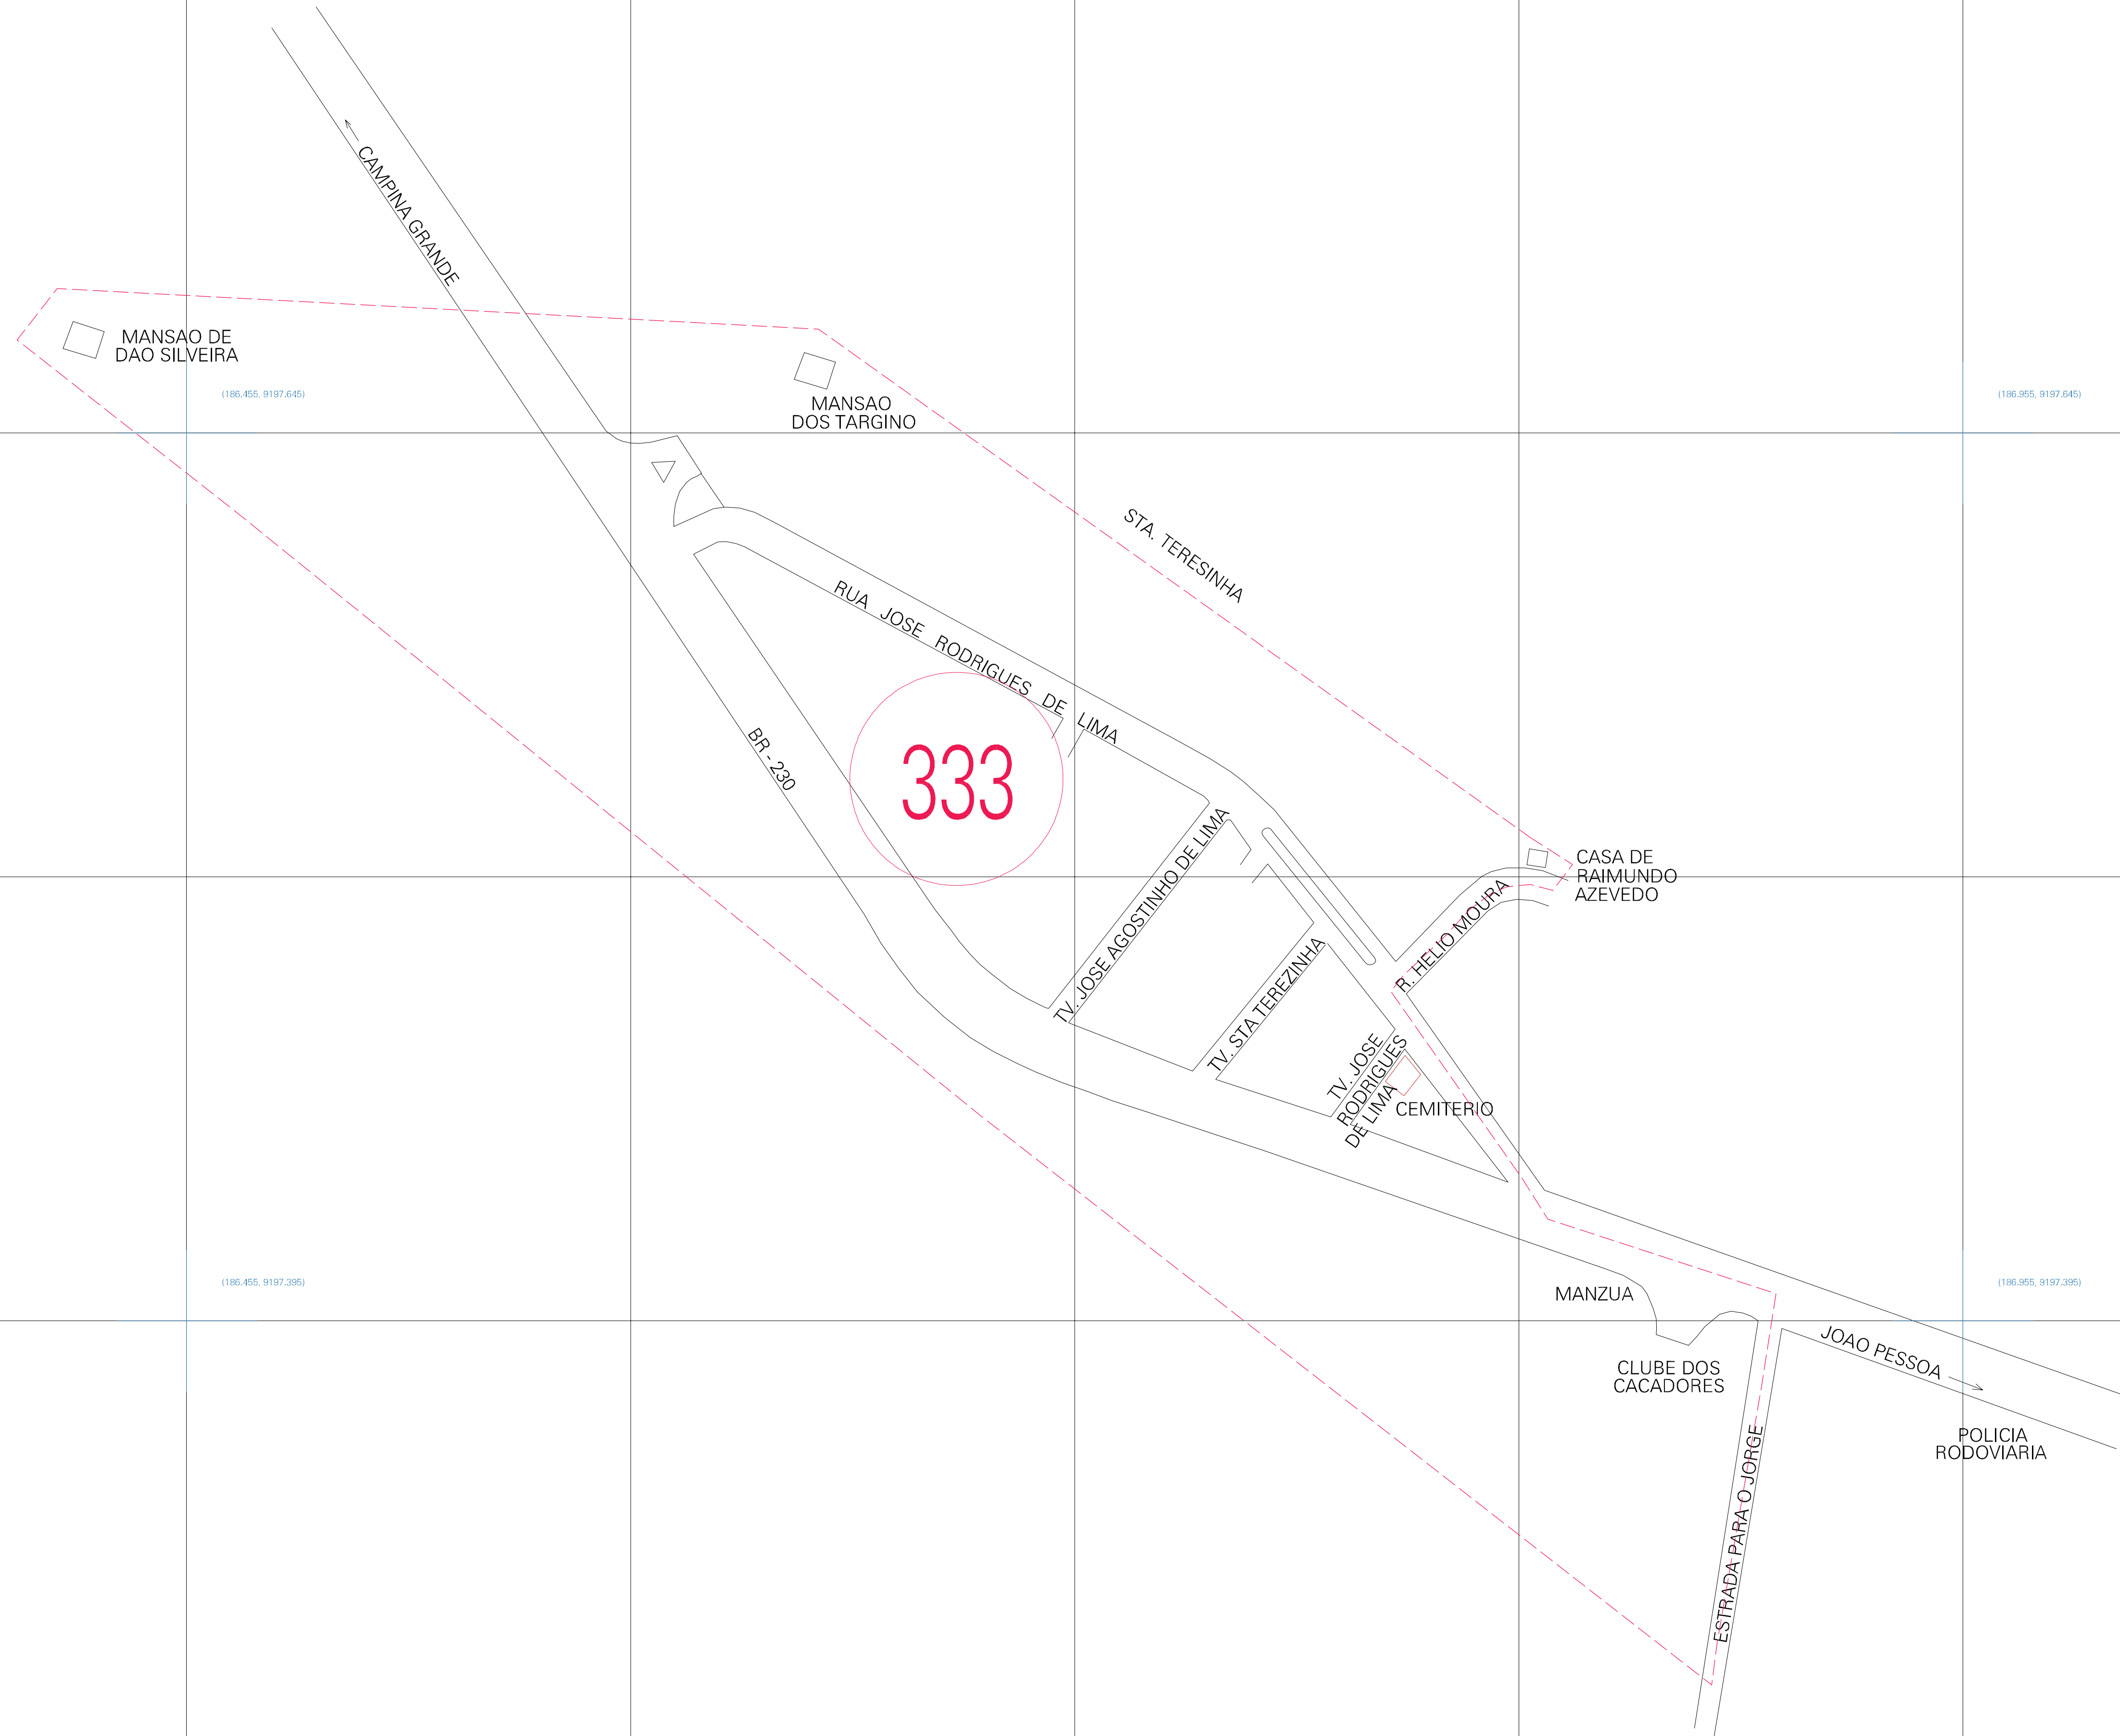 CAMPINA GRANDE
MANSAO DE
DAO SILVEIRA
(186.455, 9197.645)
MANSAO
DOS TARGINO
(186.955, 9197.645)
STA. TERESINHA
RUA JOSE RODRIGUES DE LIMA
BR - 230
333
TV. JOSE AGOSTINHO DE LIMA
CASA DE
RAIMUNDO
AZEVEDO
R. HELIO MOURA
TV. STA TEREZINHA
TV. JOSE
RODRIGUES
DE LIMA
CEMITERIO
(186.455, 9197.395)
MANZUA
(186.955, 9197.395)
JOAO PESSOA
CLUBE DOS
CACADORES
POLICIA
RODOVIARIA
ESTRADA PARA O JORGE